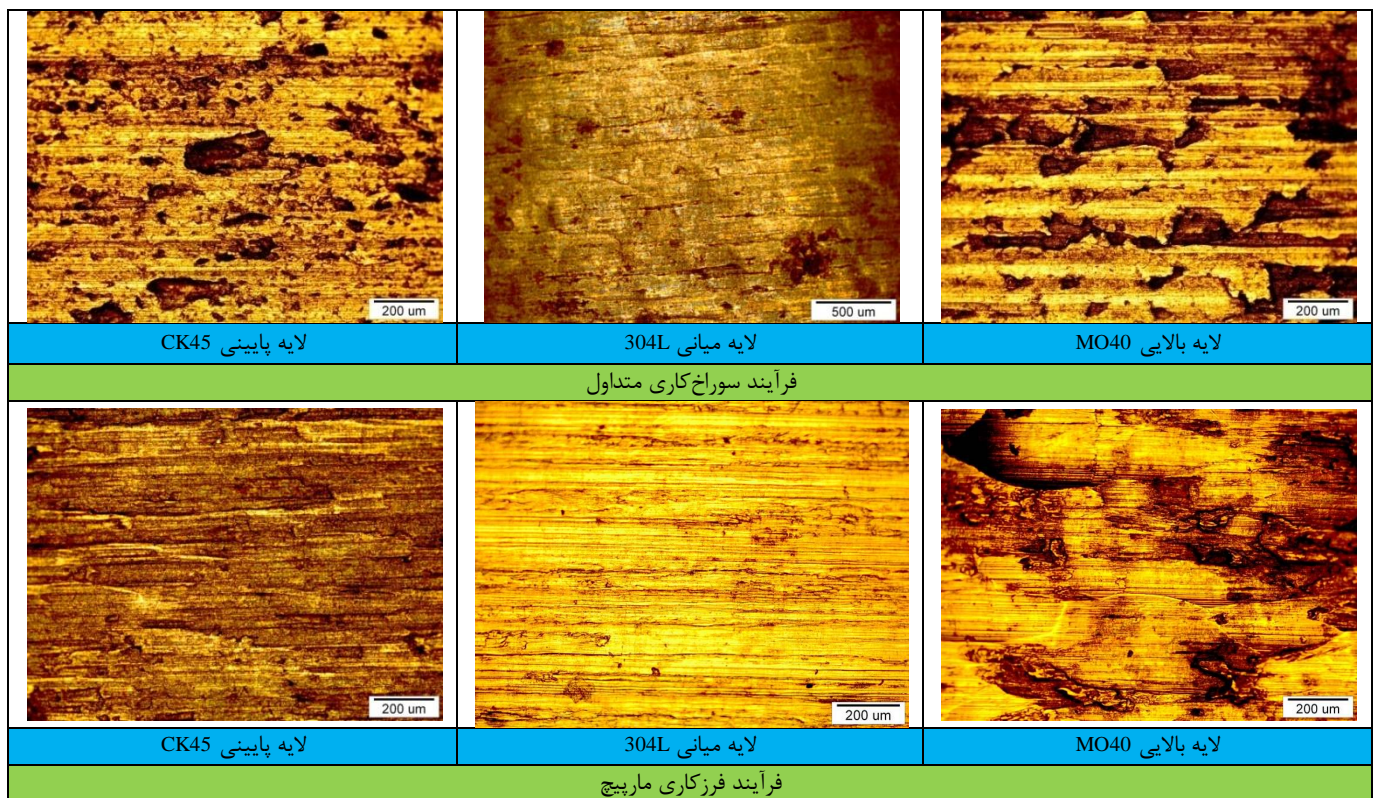 200 um
500 um
200 um
لایه بالایی MO40
لایه میانی 304L
لایه پایینی CK45
فرآیند سوراخ‌کاری متداول
200 um
200 um
200 um
لایه بالایی MO40
لایه میانی 304L
لایه پایینی CK45
فرآیند فرزکاری مارپیچ